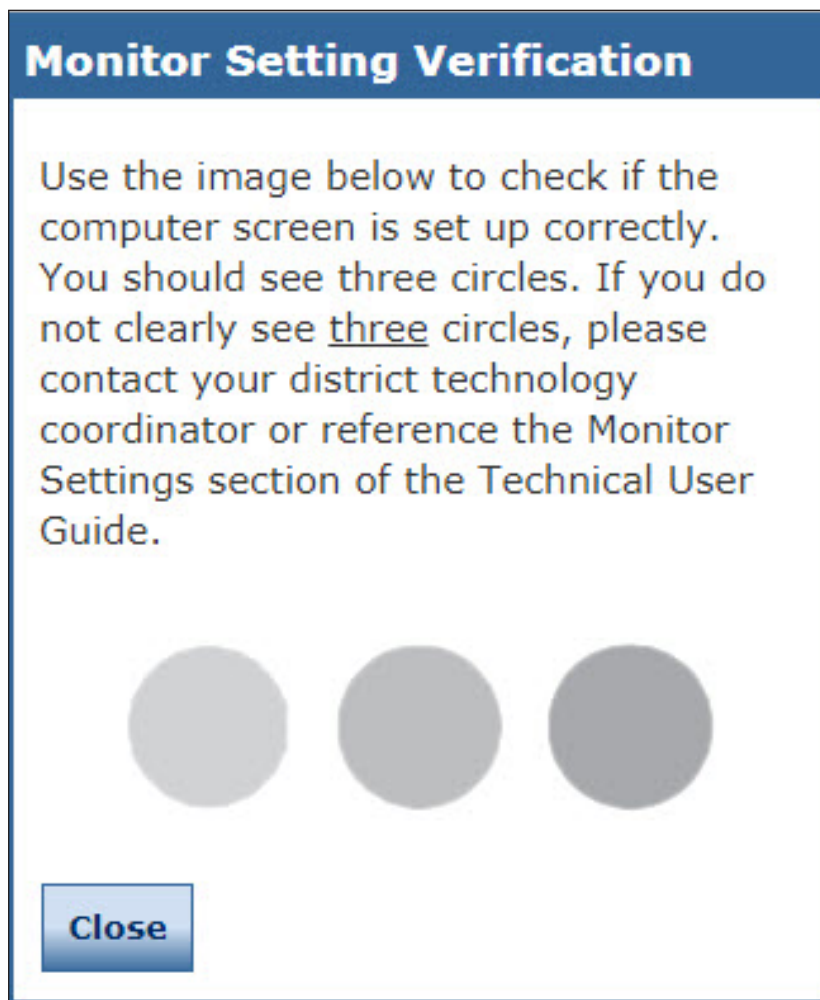 Monitor Setting Verification
Use the image below to check if the
computer screen is set up correctly.
You should see three circles. If you do
not clearly see three circles, please
contact your district technology
coordinator or reference the Monitor
Settings section of the Technical User
Guide.
Close